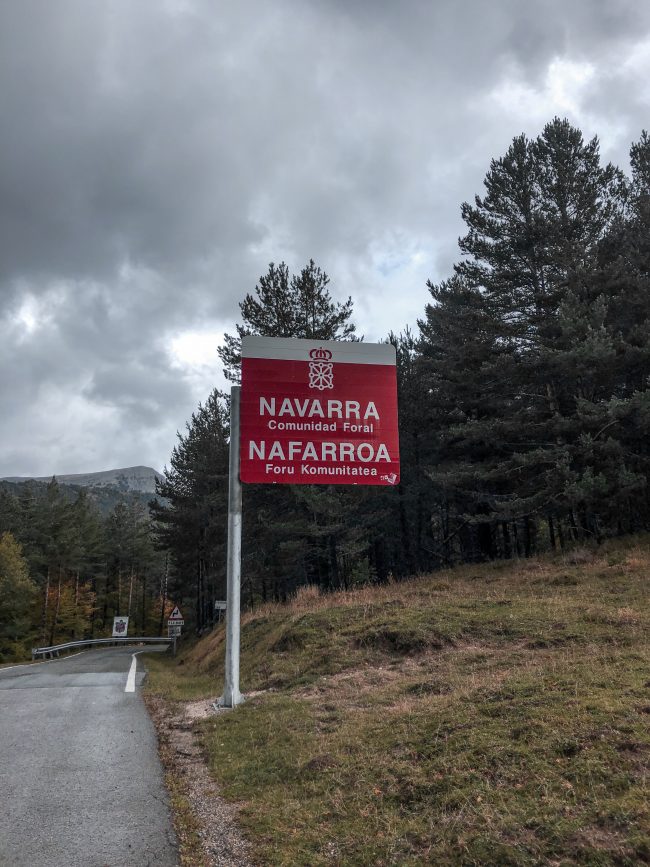 NAVARRA
Comunidad Foral
NAFARROA
Foru Komunitatea